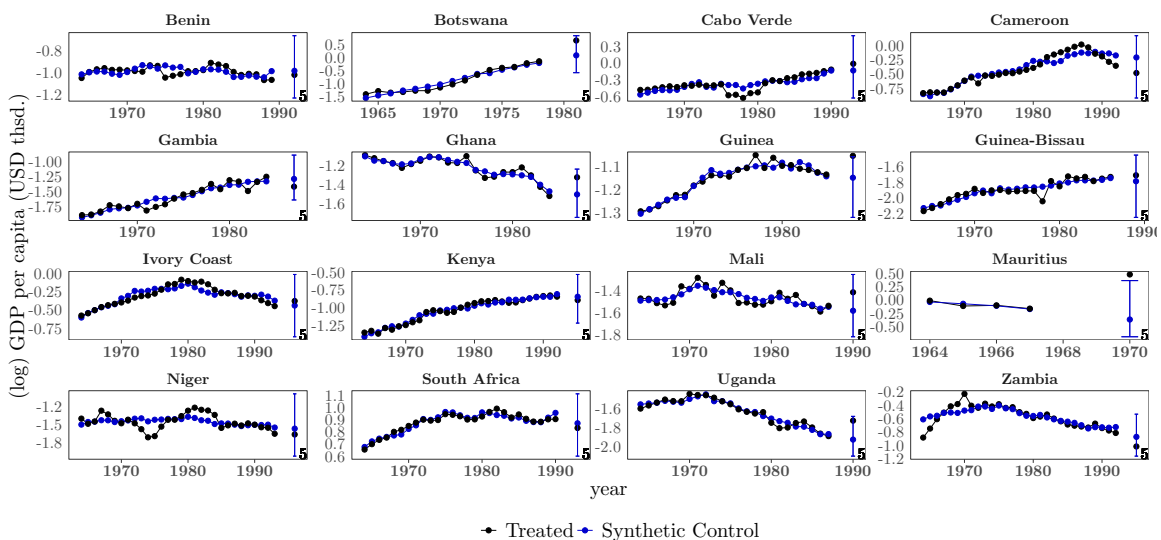 Benin Botswana Cabo Verde Cameroon
-0.8
-1.0
-1.2
1970 1980 1990
0.5
0.0
-0.5
-1.0
-1.5
1965 1970 1975 1980
0.3
0.0
-0.3
-0.6
1970 1980 1990
0.00
-0.25
-0.50
-0.75
1970 1980 1990
5 5 5 5
Gambia Ghana Guinea Guinea-Bissau
-1.00
-1.25
-1.50
-1.75
1970 1980
-1.2
-1.4
-1.6
1970 1980
-1.1
-1.2
-1.3
1970 1980
-1.6
-1.8
-2.0
-2.2
1970 1980 1990
5 5 5 5
Ivory Coast Kenya Mali Mauritius
0.00
-0.25
-0.50
-0.75
1970 1980 1990
-0.50
-0.75
-1.00
-1.25
1970 1980 1990
-1.4
-1.6
-1.8
1970 1980 1990
0.50
0.25
0.00
-0.25
-0.50
1964 1966 1968 1970
5 5 5 5
Niger South Africa Uganda Zambia
-1.2
-1.5
-1.8
1970 1980 1990
1.1
1.0
0.9
0.8
0.7
0.6
1970 1980 1990
-1.6
-1.8
-2.0
1970 1980 1990
-0.2
-0.4
-0.6
-0.8
-1.0
-1.2
1970 1980 1990
5 5 5 5
(log) GDP per capita (USD thsd.)
year
Treated Synthetic Control